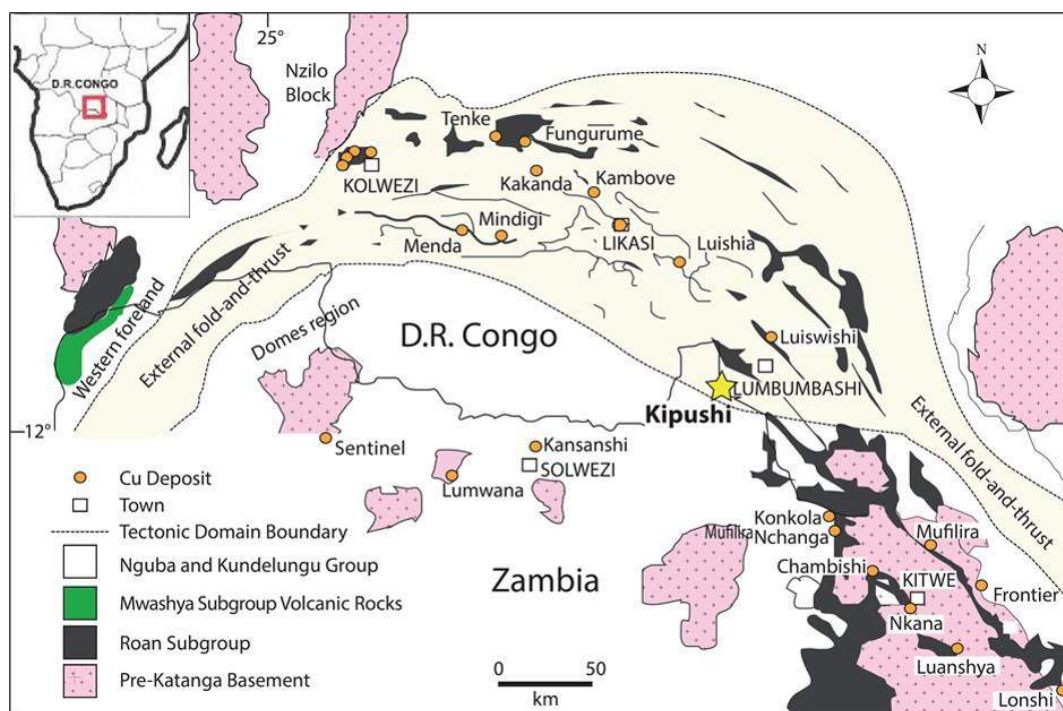 D.R. CONGO
25°
Nzilo
Block
N
Tenke
Fungurume
KOLWEZI
Kakanda
Kambove
Menda
Mindigi
LIKASI
Luishia
Western foreland
External fold-and-thrust
Domes region
D.R. Congo
Luiswishi
LUMBUMBASHI
Kipushi
External fold-and-thrust
12°
Sentinel
Kansanshi
SOLWEZI
Lumwana
Konkola
Mufilira
Nchanga
Mufilira
Chambishi
KITWE
Frontier
Nkana
Luanshya
Lonshi
Zambia
Cu Deposit
Town
Tectonic Domain Boundary
Nguba and Kundelungu Group
Mwashya Subgroup Volcanic Rocks
Roan Subgroup
Pre-Katanga Basement
0
50
km